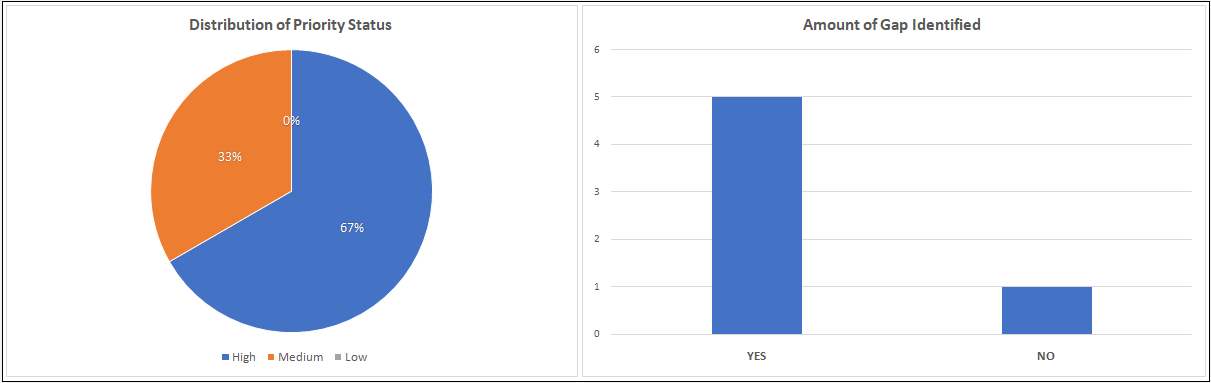 Distribution of Priority Status
0%
33%
67%
High Medium Low
Amount of Gap Identified
6
5
4
3
2
1
0
YES NO